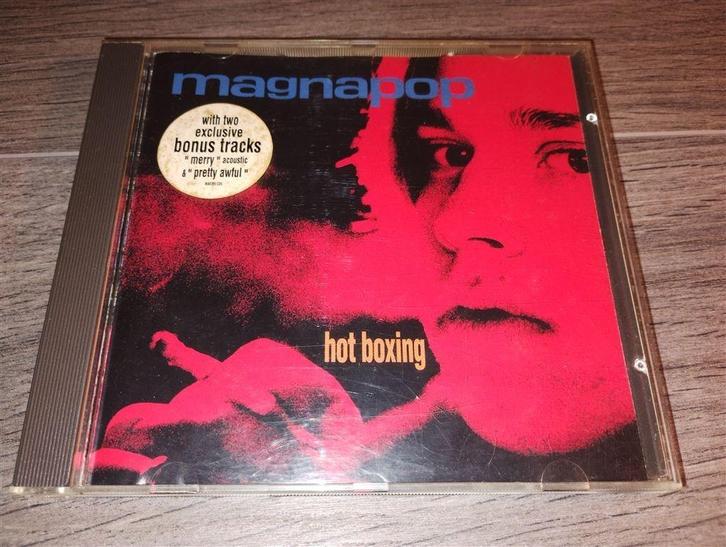 magnapop
with two
exclusive
bonus tracks
"merry" acoustic
& "pretty awful"
hot boxing